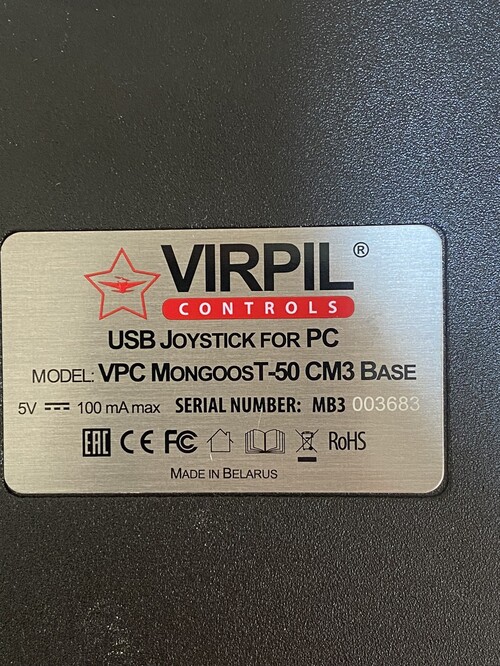 VIRPIL®
CONTROLS
USB JOYSTICK FOR PC
MODEL: VPC MONGOOST-50 CM3 BASE
5V 100 mA max SERIAL NUMBER: MB3 003683
EAC CE FC RoHS
MADE IN BELARUS